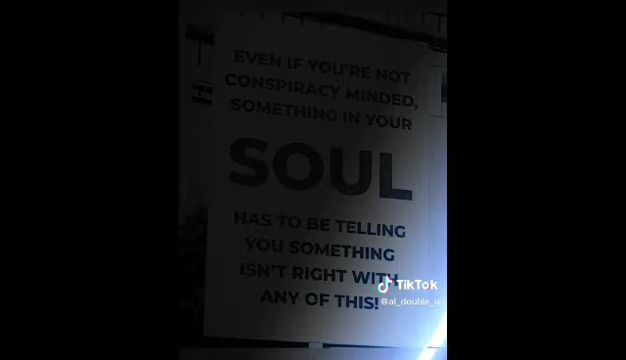 EVEN IF YOU'RE NOT
CONSPIRACY MINDED,
SOMETHING IN YOUR
SOUL
HAS TO BE TELLING
YOU SOMETHING
ISN'T RIGHT WITH
ANY OF THIS!
TikTok
@al_double_u